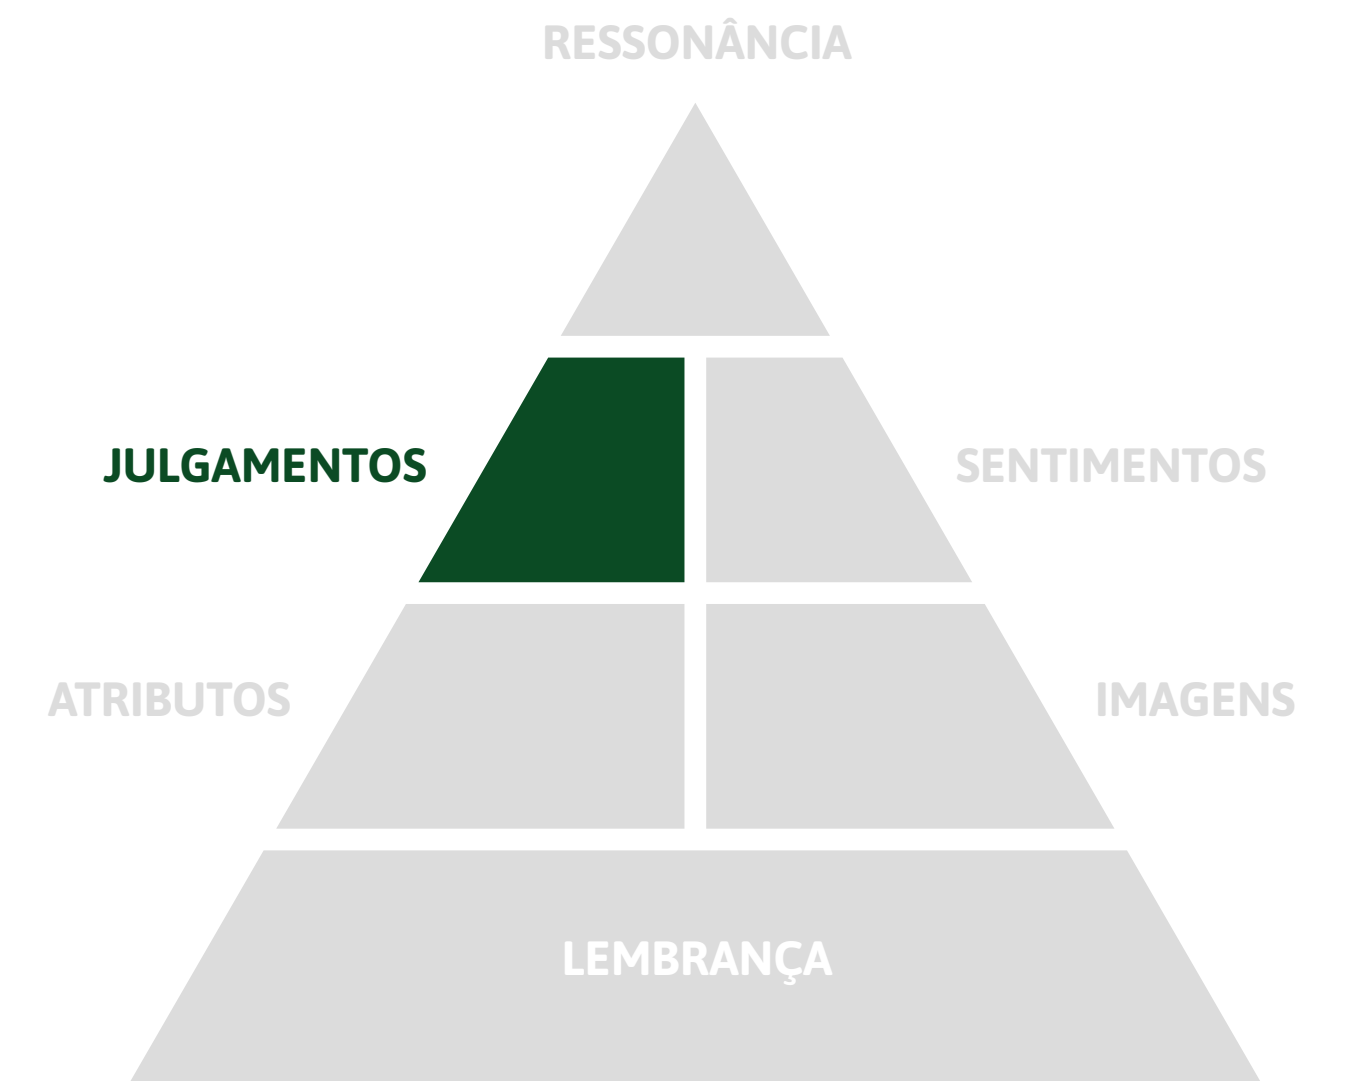 RESSONÂNCIA
JULGAMENTOS
SENTIMENTOS
ATRIBUTOS
IMAGENS
LEMBRANÇA